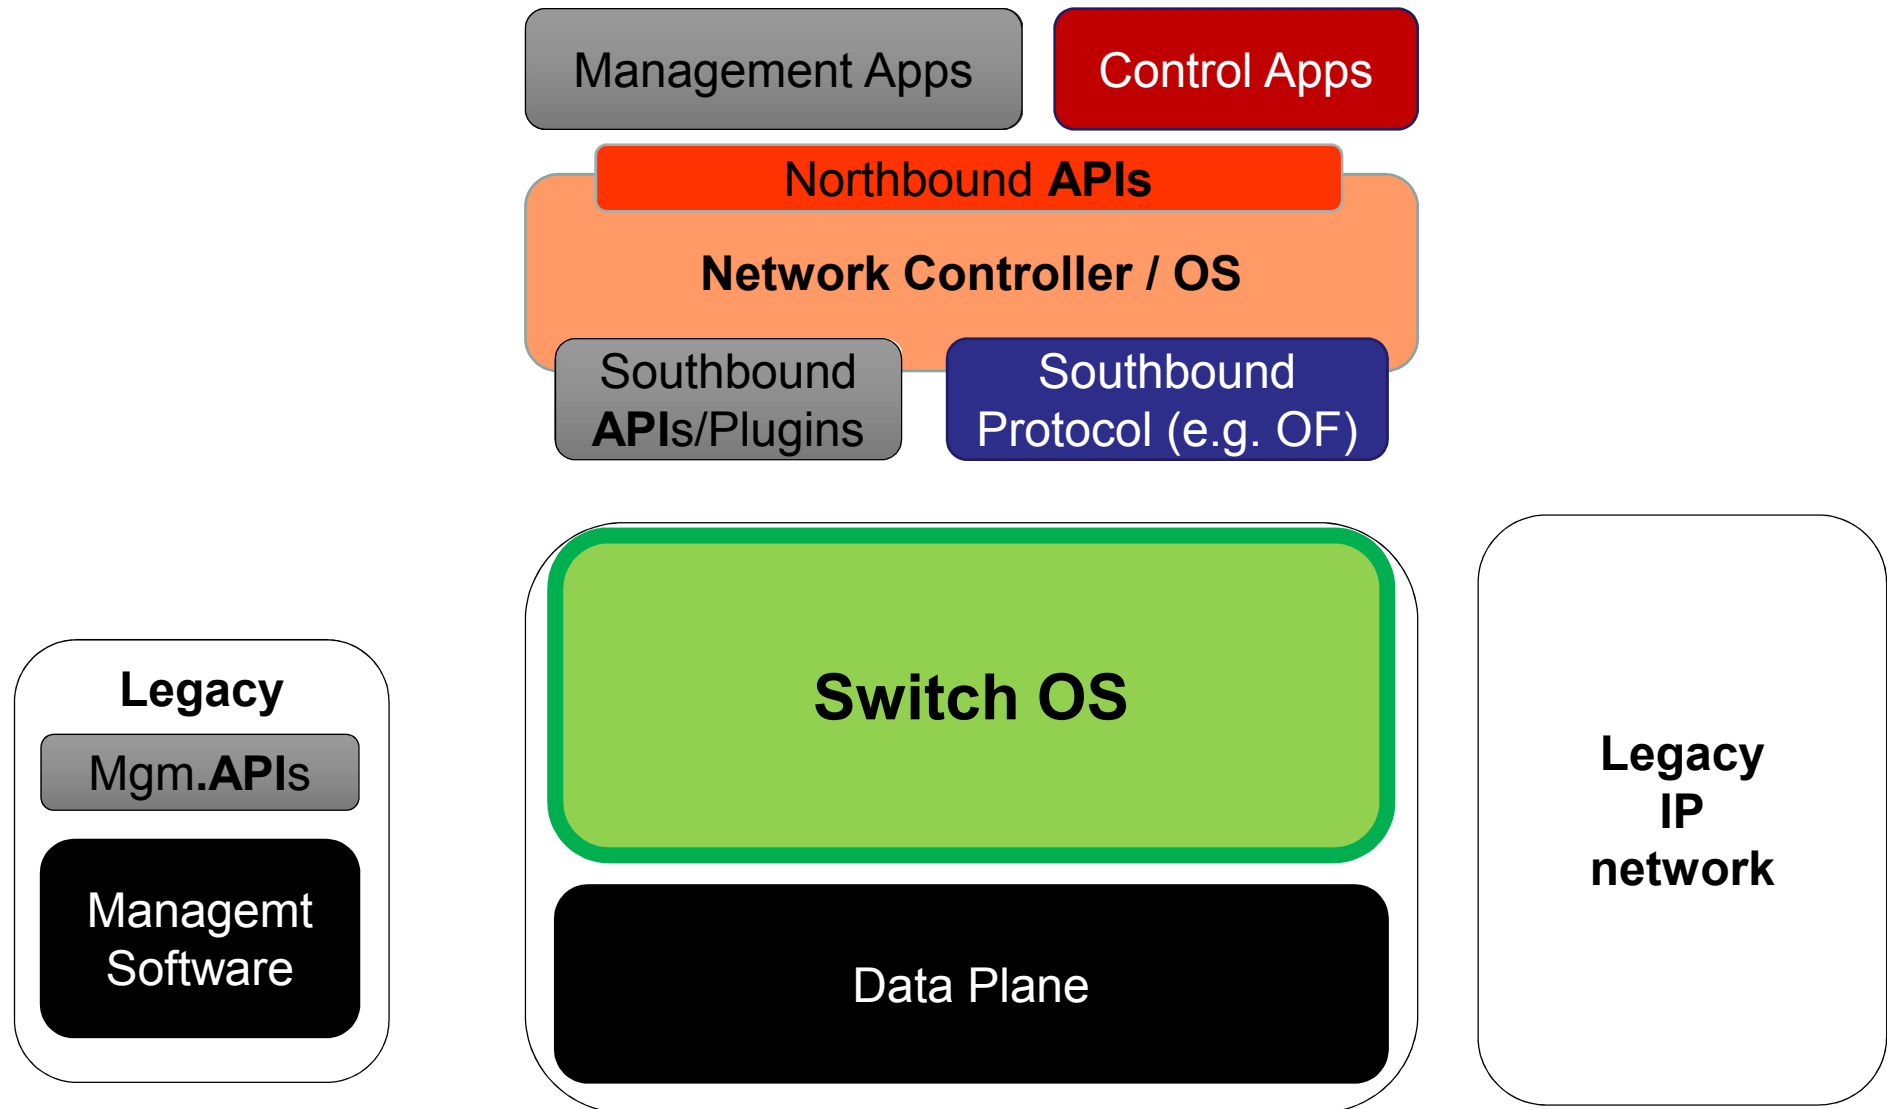 Management Apps
Control Apps
Northbound APIs
Network Controller / OS
Southbound
APIs/Plugins
Southbound
Protocol (e.g. OF)
Legacy
Mgm.APIs
Managemt
Software
Switch OS
Data Plane
Legacy
IP
network